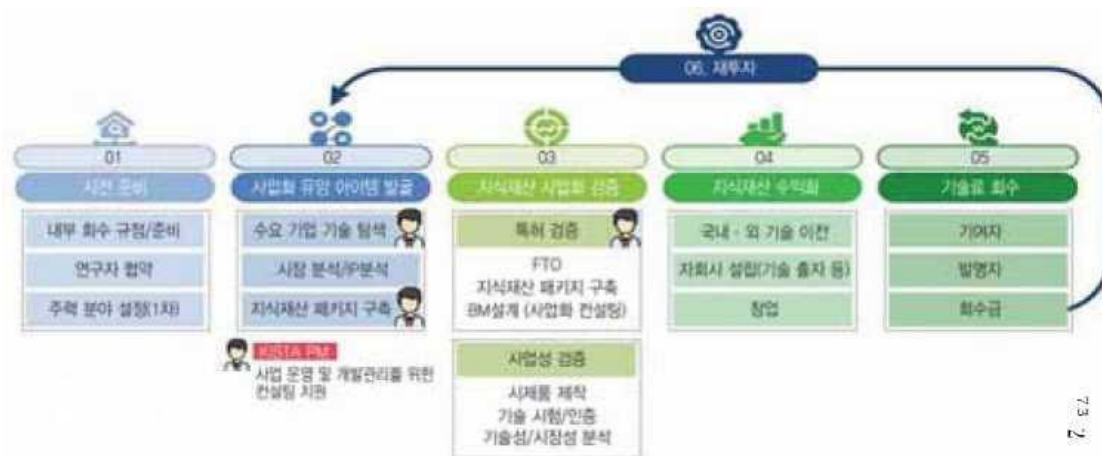 06. 재투자
01
사전 준비
내부 회수 규정/준비
연구자 협약
주력 분야 설정(1차)
02
사업화 유망 아이템 발굴
수요 기업 기술 탐색
시장 분석/IP분석
지식재산 패키지 구축
KISTA PM
사업 운영 및 개발관리를 위한
컨설팅 지원
03
지식재산 사업화 검증
특허 검증
FTO
지식재산 패키지 구축
BM설계 (사업화 컨설팅)
사업성 검증
시제품 제작
기술 시험/인증
기술성/시장성 분석
04
지식재산 수익화
국내·외 기술 이전
자회사 설립(기술 출자 등)
창업
05
기술료 회수
기여자
발명자
회수금